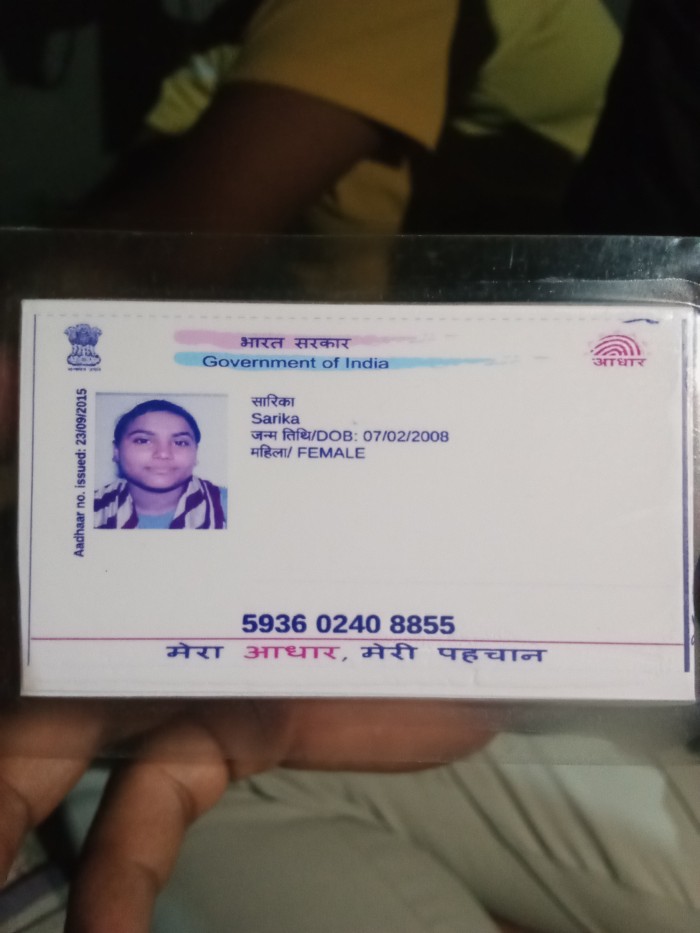 भारत सरकार
Government of India
आधार
Aadhaar no. issued: 23/09/2015
सारिका
Sarika
जन्म तिथि/DOB: 07/02/2008
महिला/ FEMALE
5936 0240 8855
मेरा आधार, मेरी पहचान